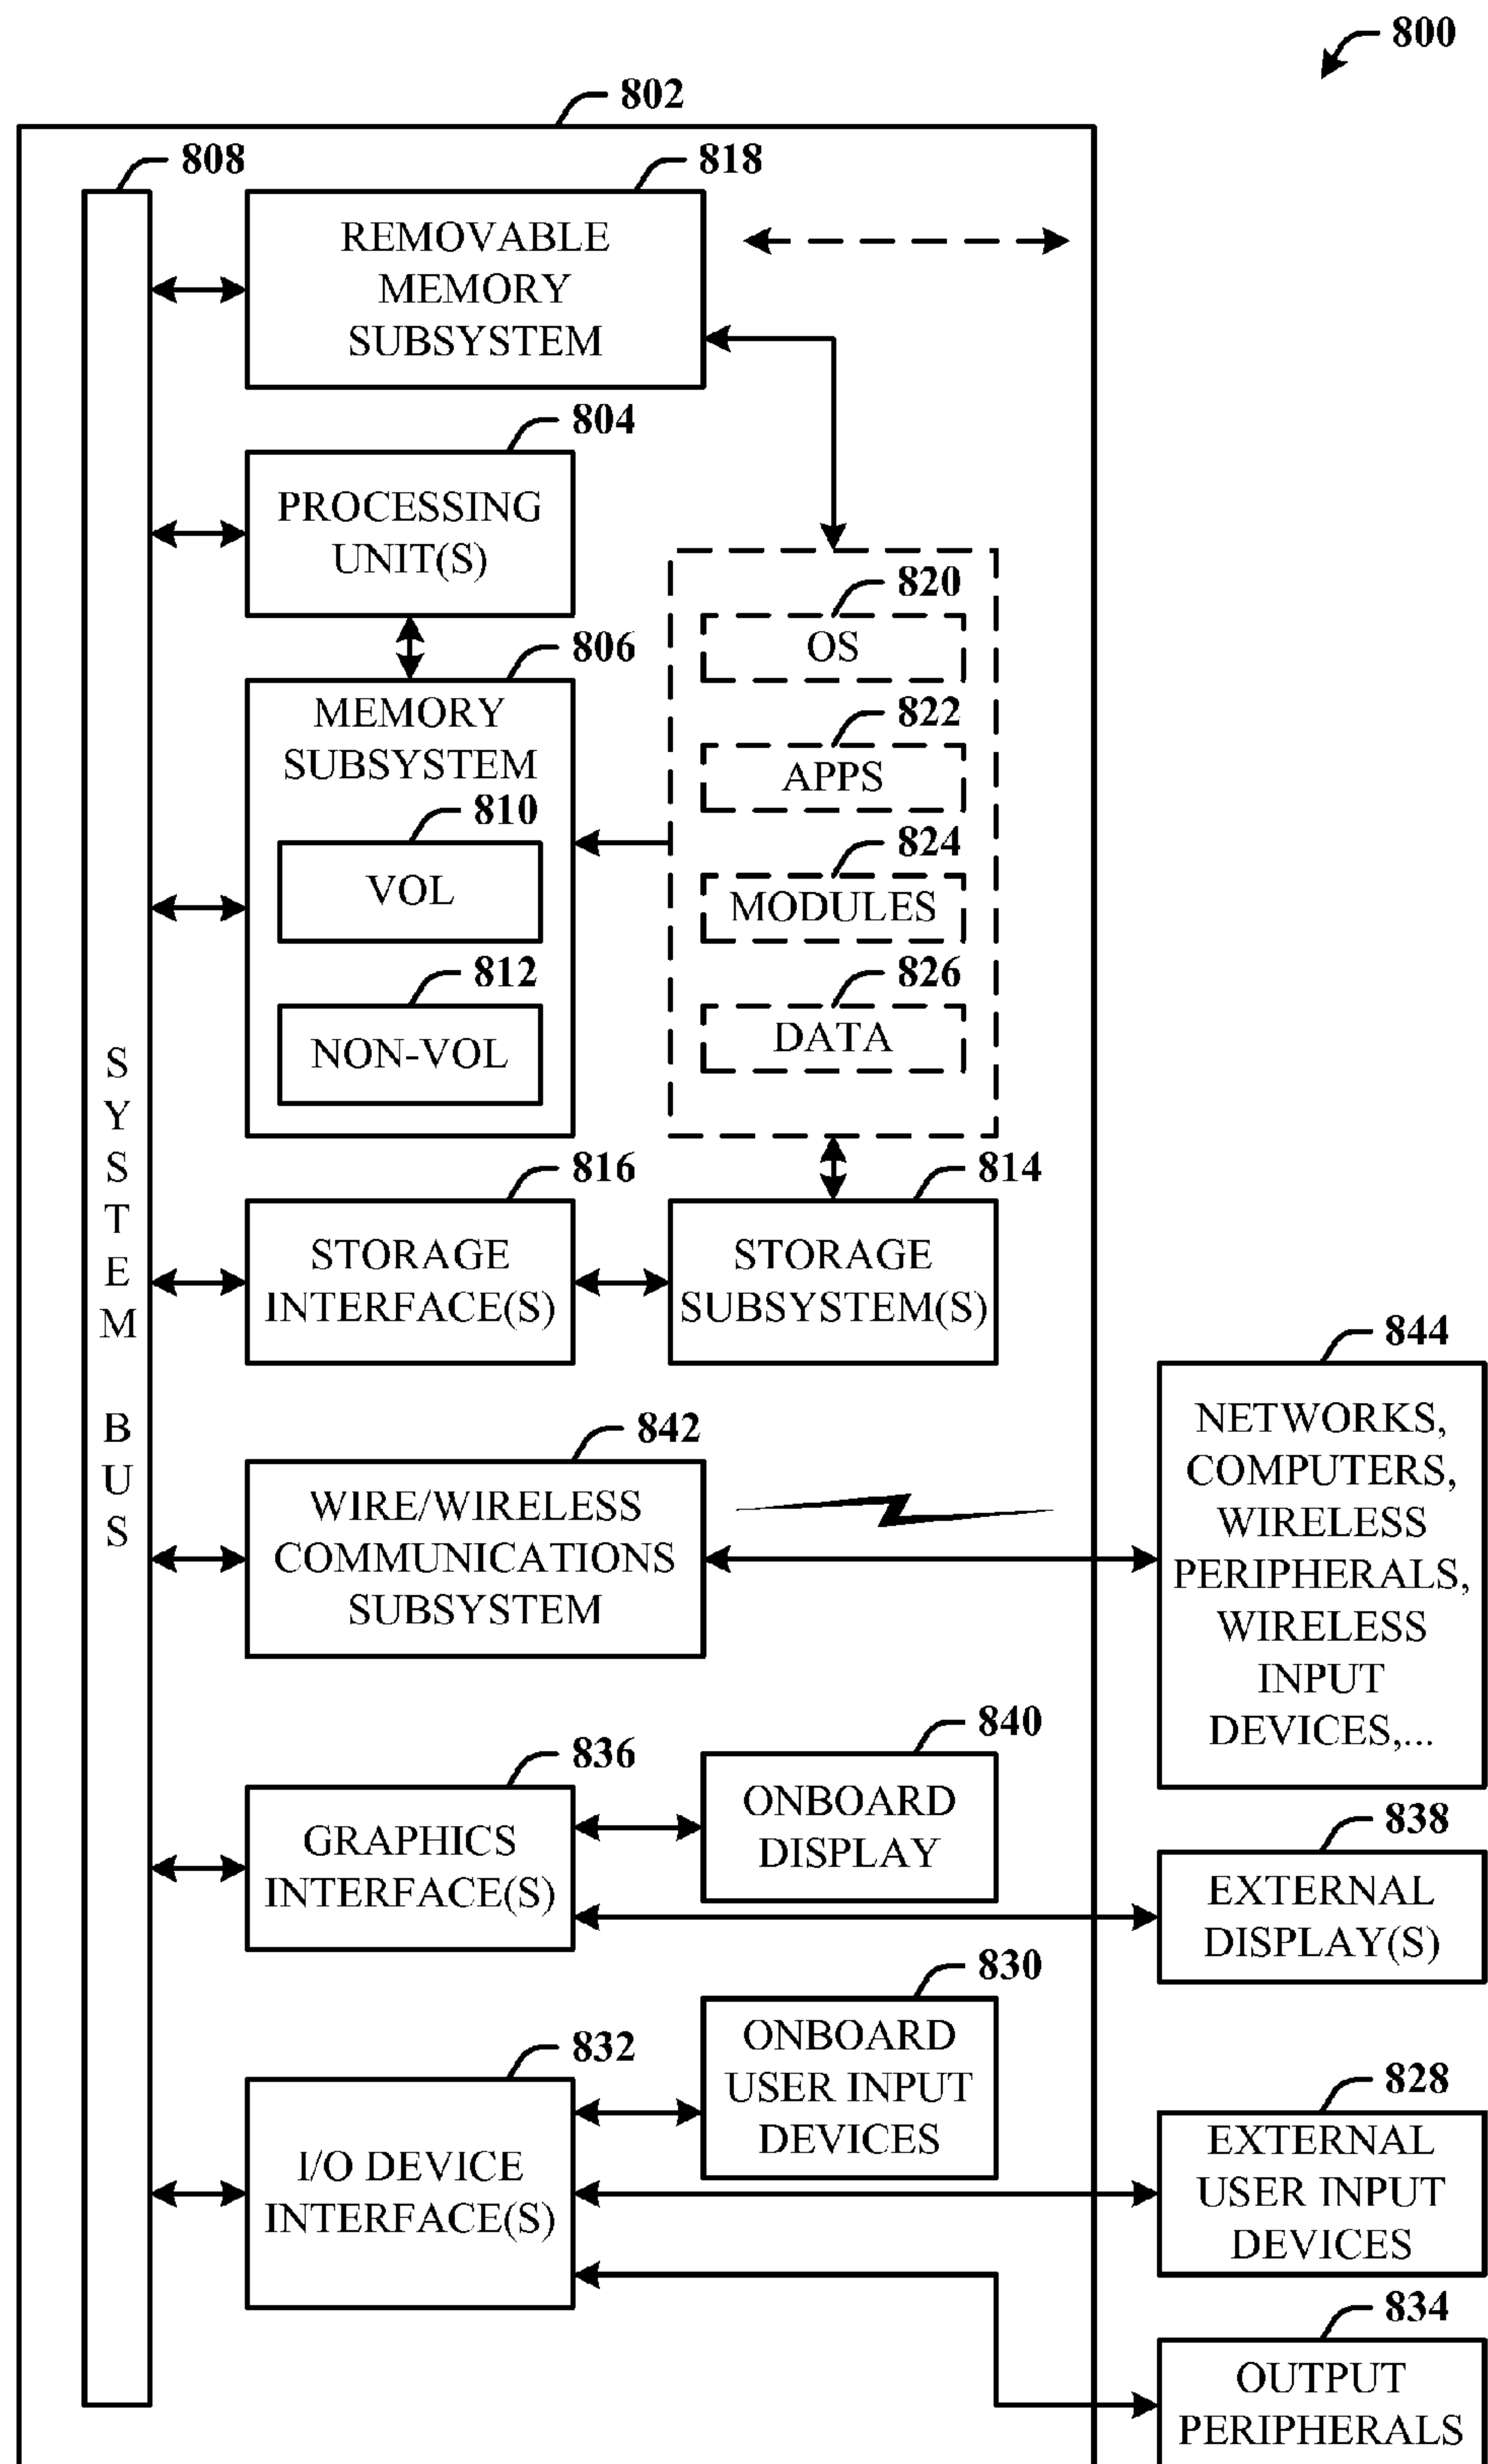 800
802
808
818
REMOVABLE
MEMORY
SUBSYSTEM
804
PROCESSING
UNIT(S)
820
OS
806
MEMORY
SUBSYSTEM
822
APPS
810
VOL
824
MODULES
812
NON-VOL
826
DATA
SYSTEM BUS
816
STORAGE
INTERFACE(S)
814
STORAGE
SUBSYSTEM(S)
844
NETWORKS,
COMPUTERS,
WIRELESS
PERIPHERALS,
WIRELESS
INPUT
DEVICES,...
842
WIRE/WIRELESS
COMMUNICATIONS
SUBSYSTEM
840
ONBOARD
DISPLAY
836
GRAPHICS
INTERFACE(S)
838
EXTERNAL
DISPLAY(S)
830
ONBOARD
USER INPUT
DEVICES
832
I/O DEVICE
INTERFACE(S)
828
EXTERNAL
USER INPUT
DEVICES
834
OUTPUT
PERIPHERALS